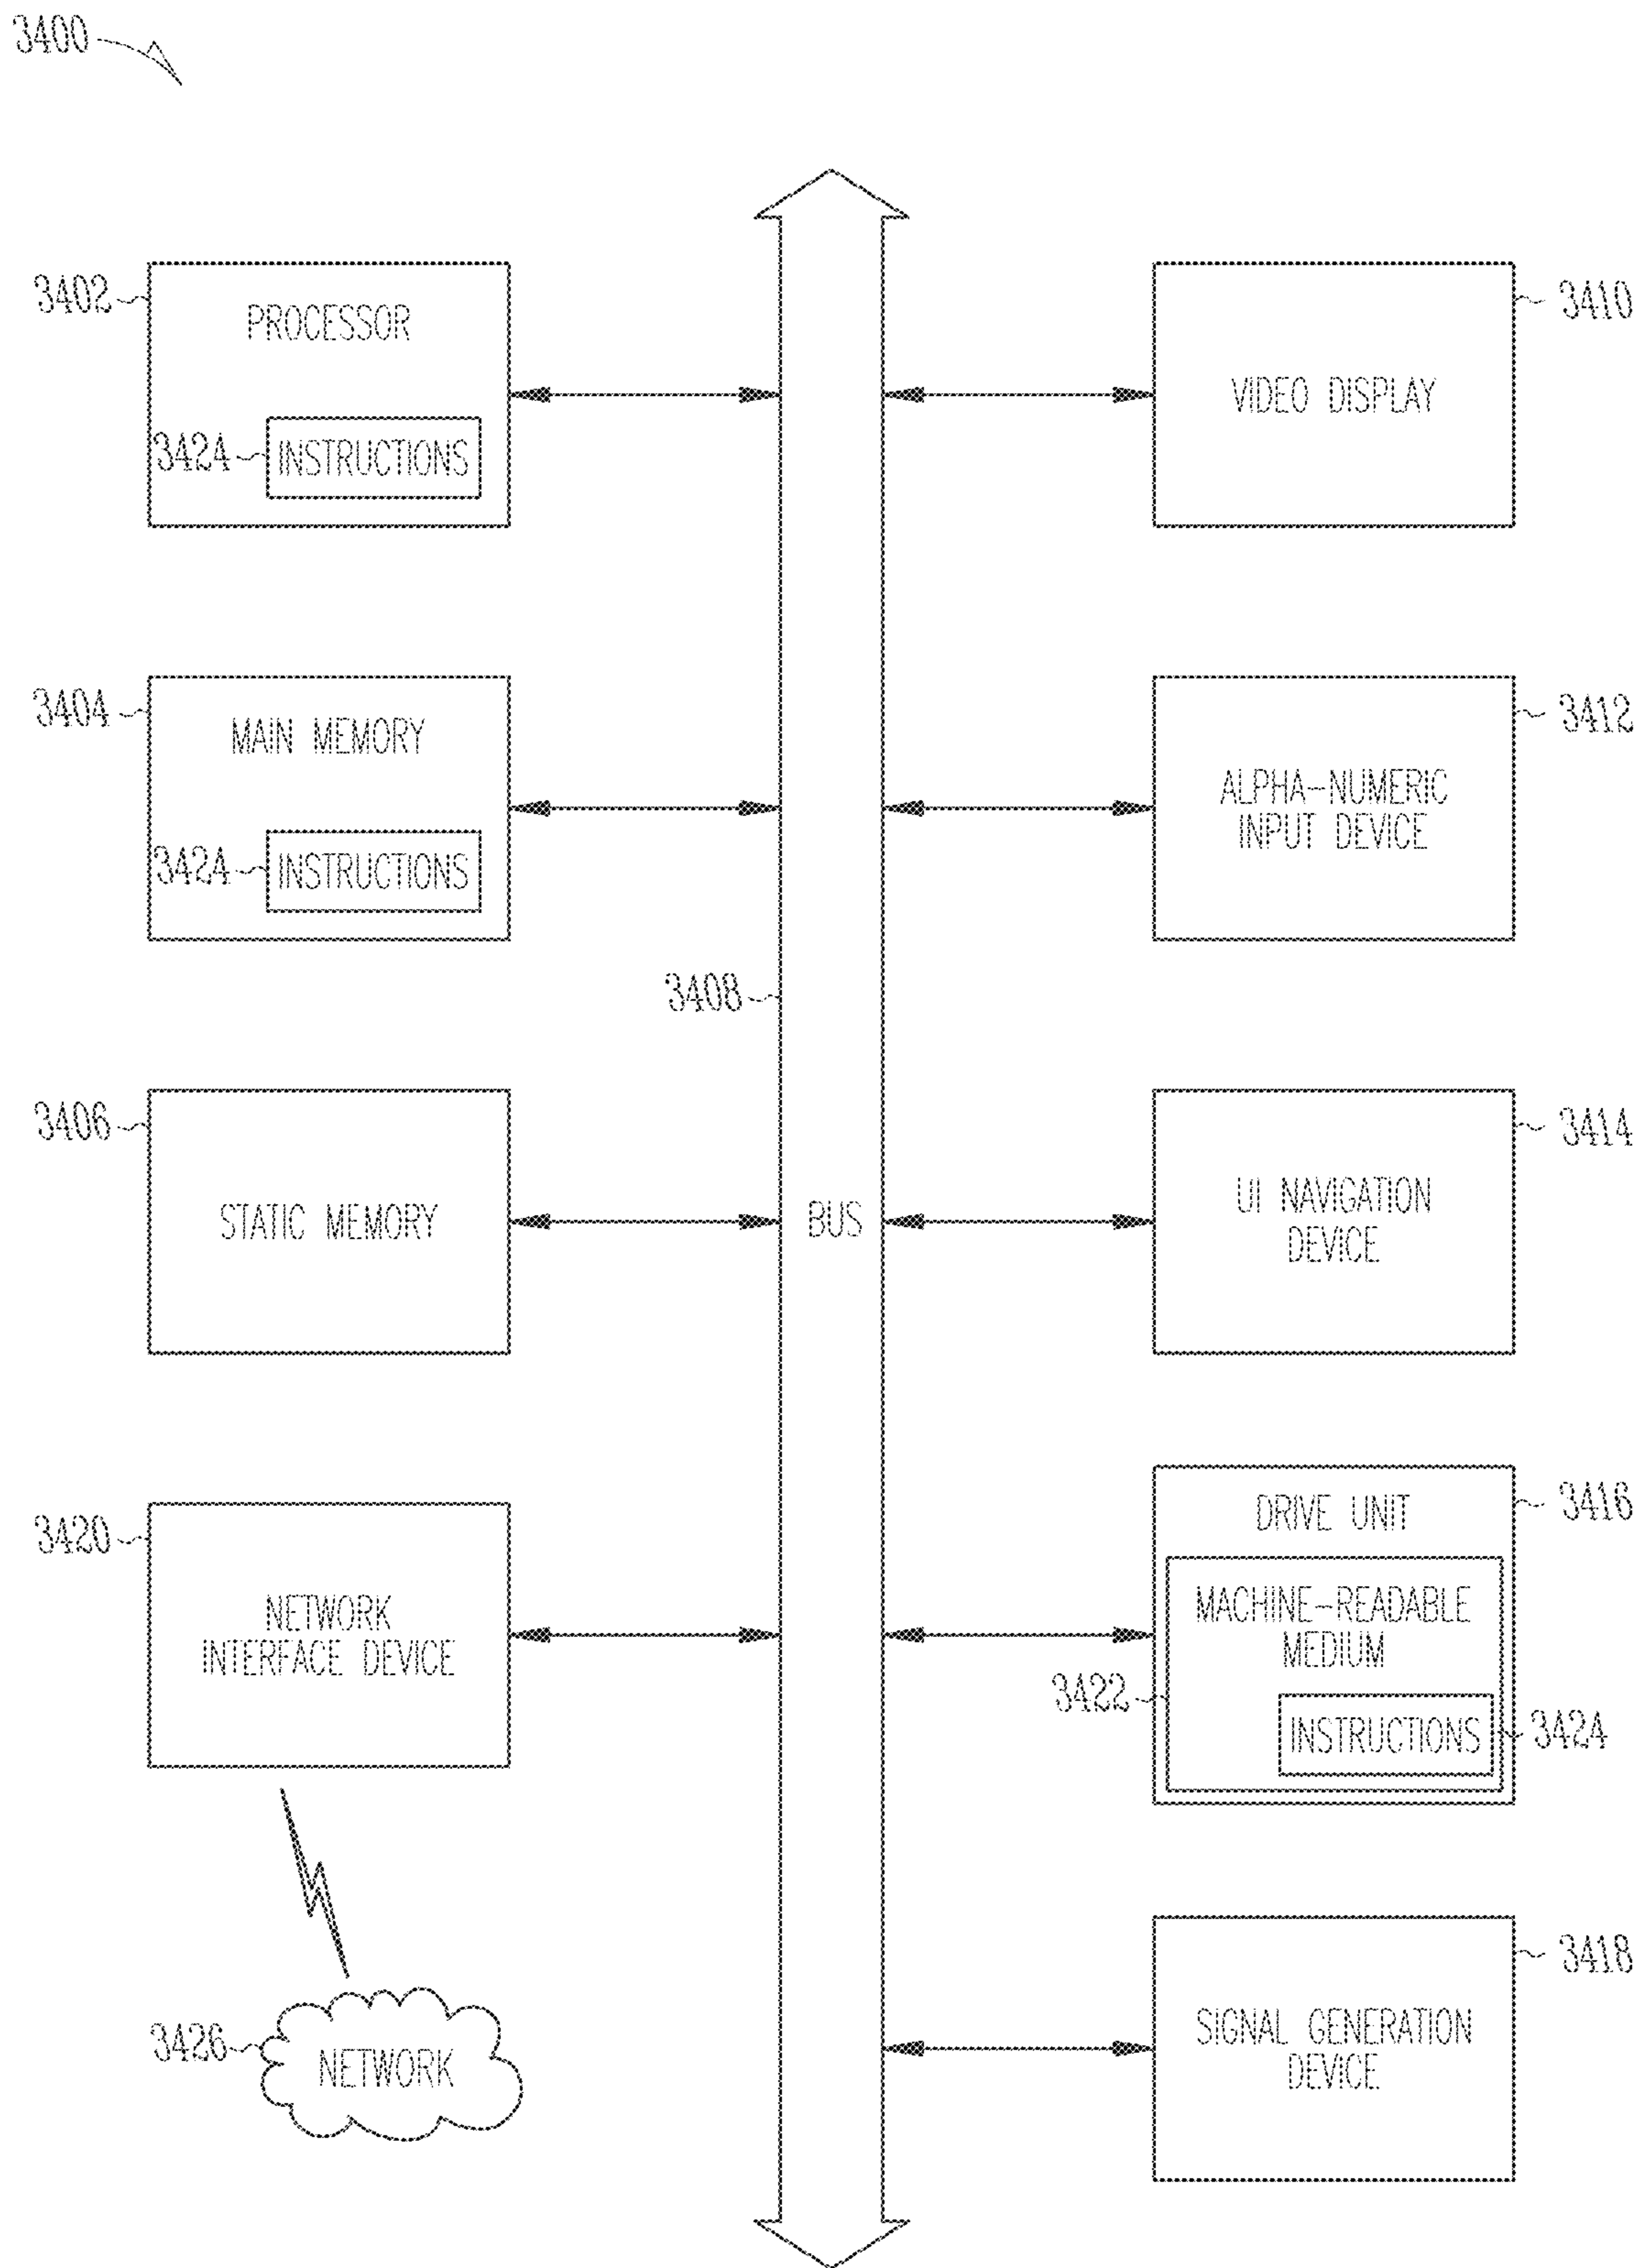 3400
3402
PROCESSOR
3424
INSTRUCTIONS
3404
MAIN MEMORY
3424
INSTRUCTIONS
3408
3406
STATIC MEMORY
BUS
3420
NETWORK
INTERFACE DEVICE
3426
NETWORK
3410
VIDEO DISPLAY
3412
ALPHA-NUMERIC
INPUT DEVICE
3414
UI NAVIGATION
DEVICE
3416
DRIVE UNIT
MACHINE-READABLE
MEDIUM
3422
INSTRUCTIONS
3424
3418
SIGNAL GENERATION
DEVICE